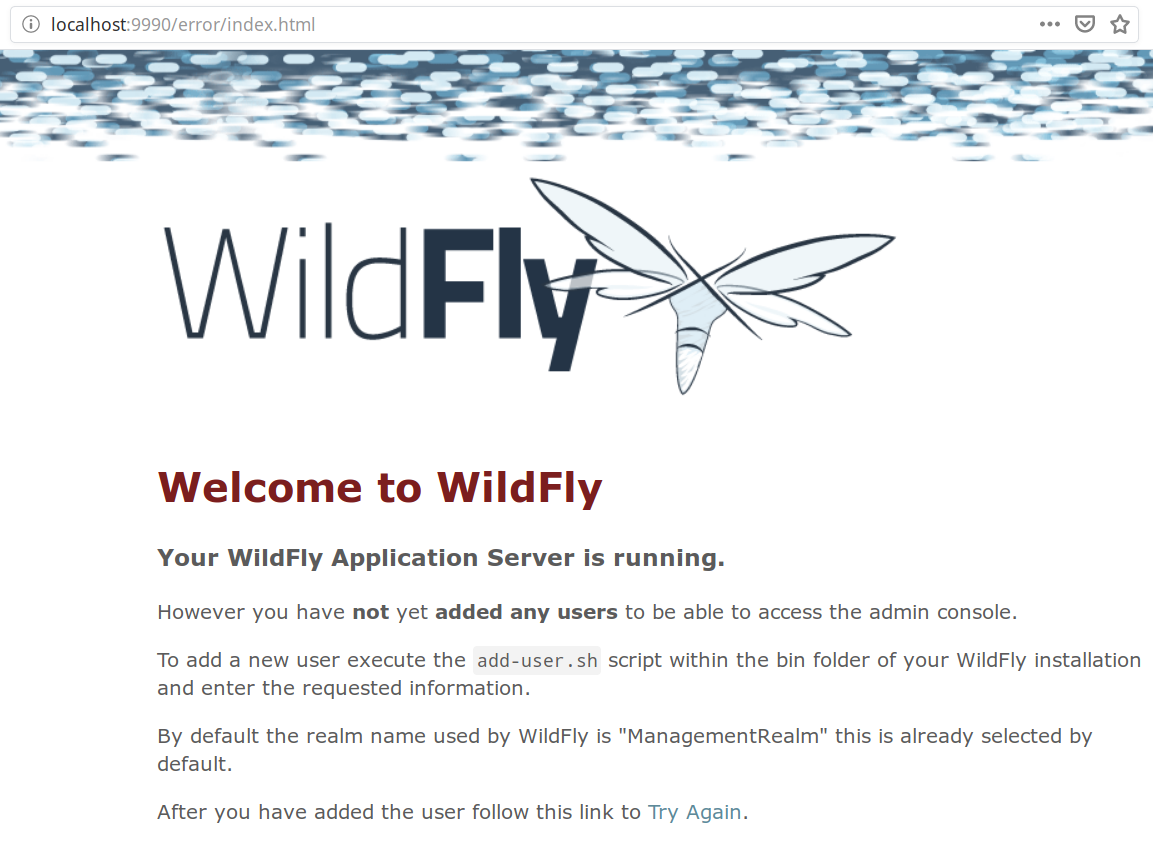 localhost:9990/error/index.html
WildFly
Welcome to WildFly
Your WildFly Application Server is running.
However you have not yet added any users to be able to access the admin console.
To add a new user execute the add-user.sh script within the bin folder of your WildFly installation
and enter the requested information.
By default the realm name used by WildFly is "ManagementRealm" this is already selected by
default.
After you have added the user follow this link to Try Again.